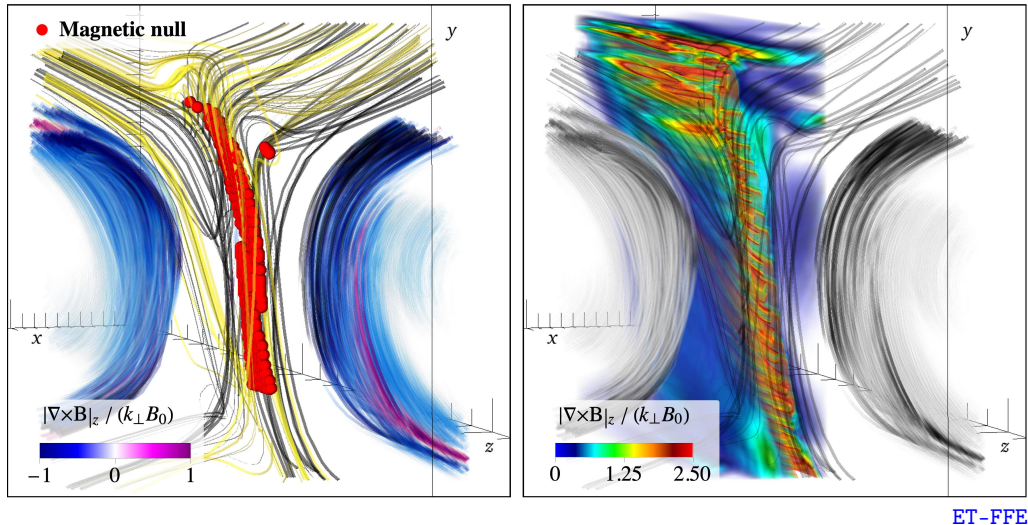 Magnetic null
y
x
z
|∇×B|z / (k⊥B0)
−1 0 1
y
x
z
|∇×B|z / (k⊥B0)
0 1.25 2.50
ET-FFE